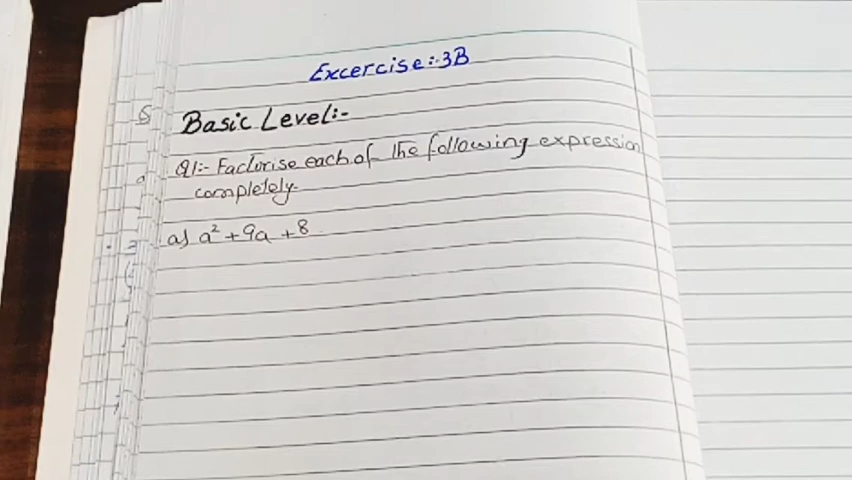 Excercise:-3B
Basic Level:-
Q1:- Factorise each of the following expression
completely.
a) a² + 9a + 8